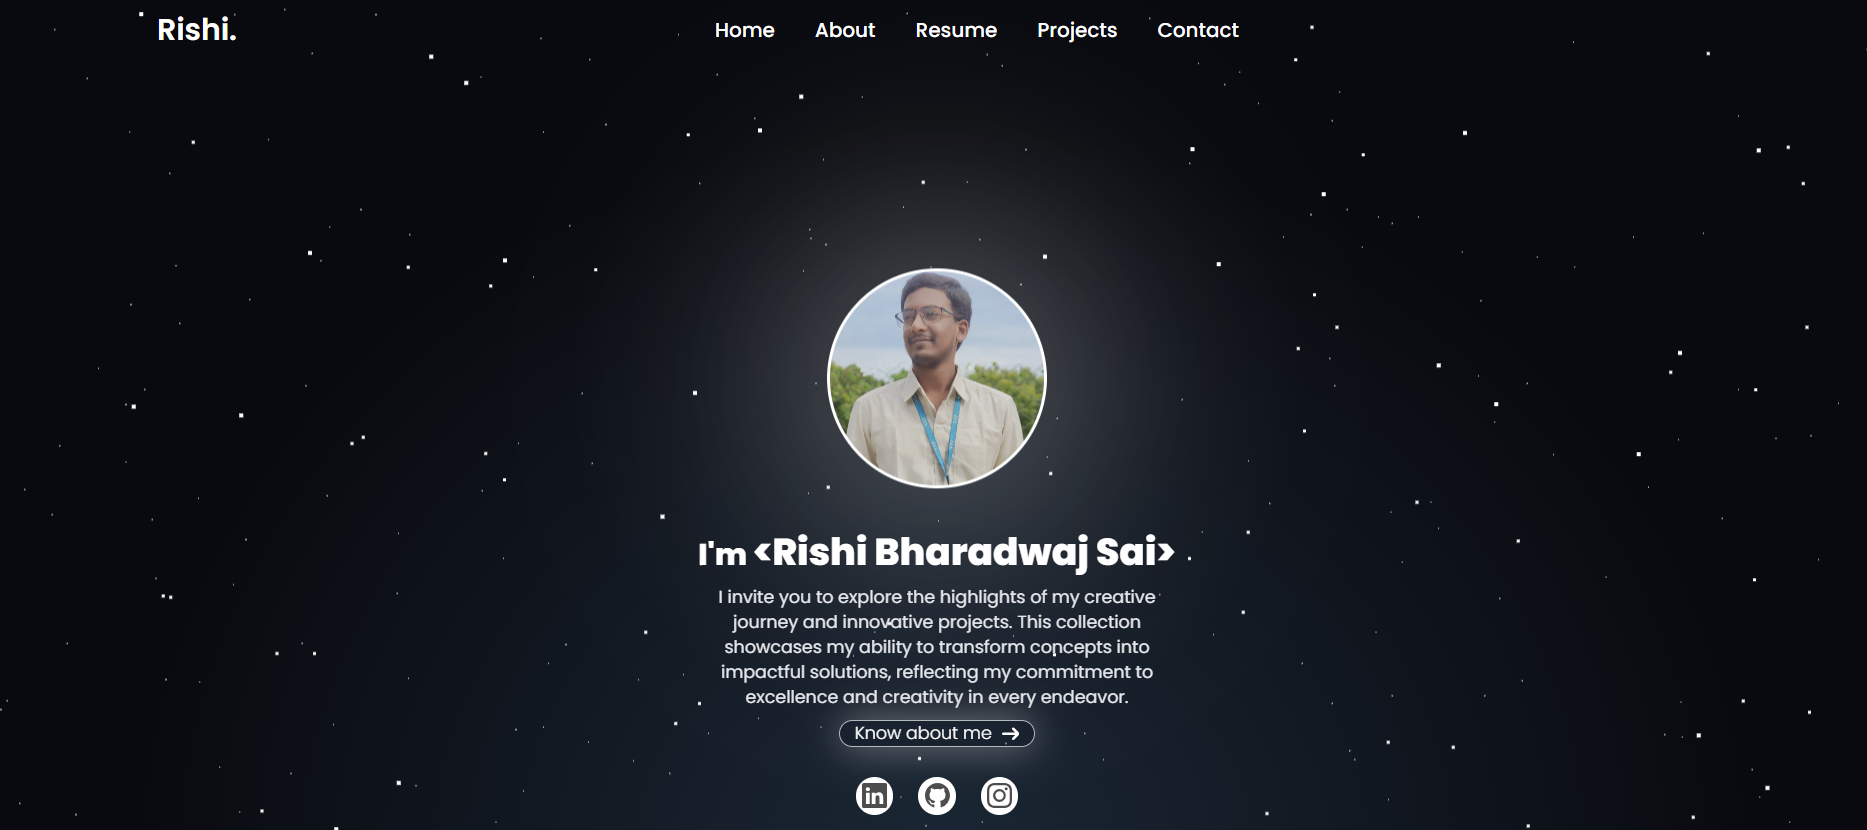 Rishi.
Home About Resume Projects Contact
I'm <Rishi Bharadwaj Sai>
I invite you to explore the highlights of my creative
journey and innovative projects. This collection
showcases my ability to transform concepts into
impactful solutions, reflecting my commitment to
excellence and creativity in every endeavor.
Know about me →
in